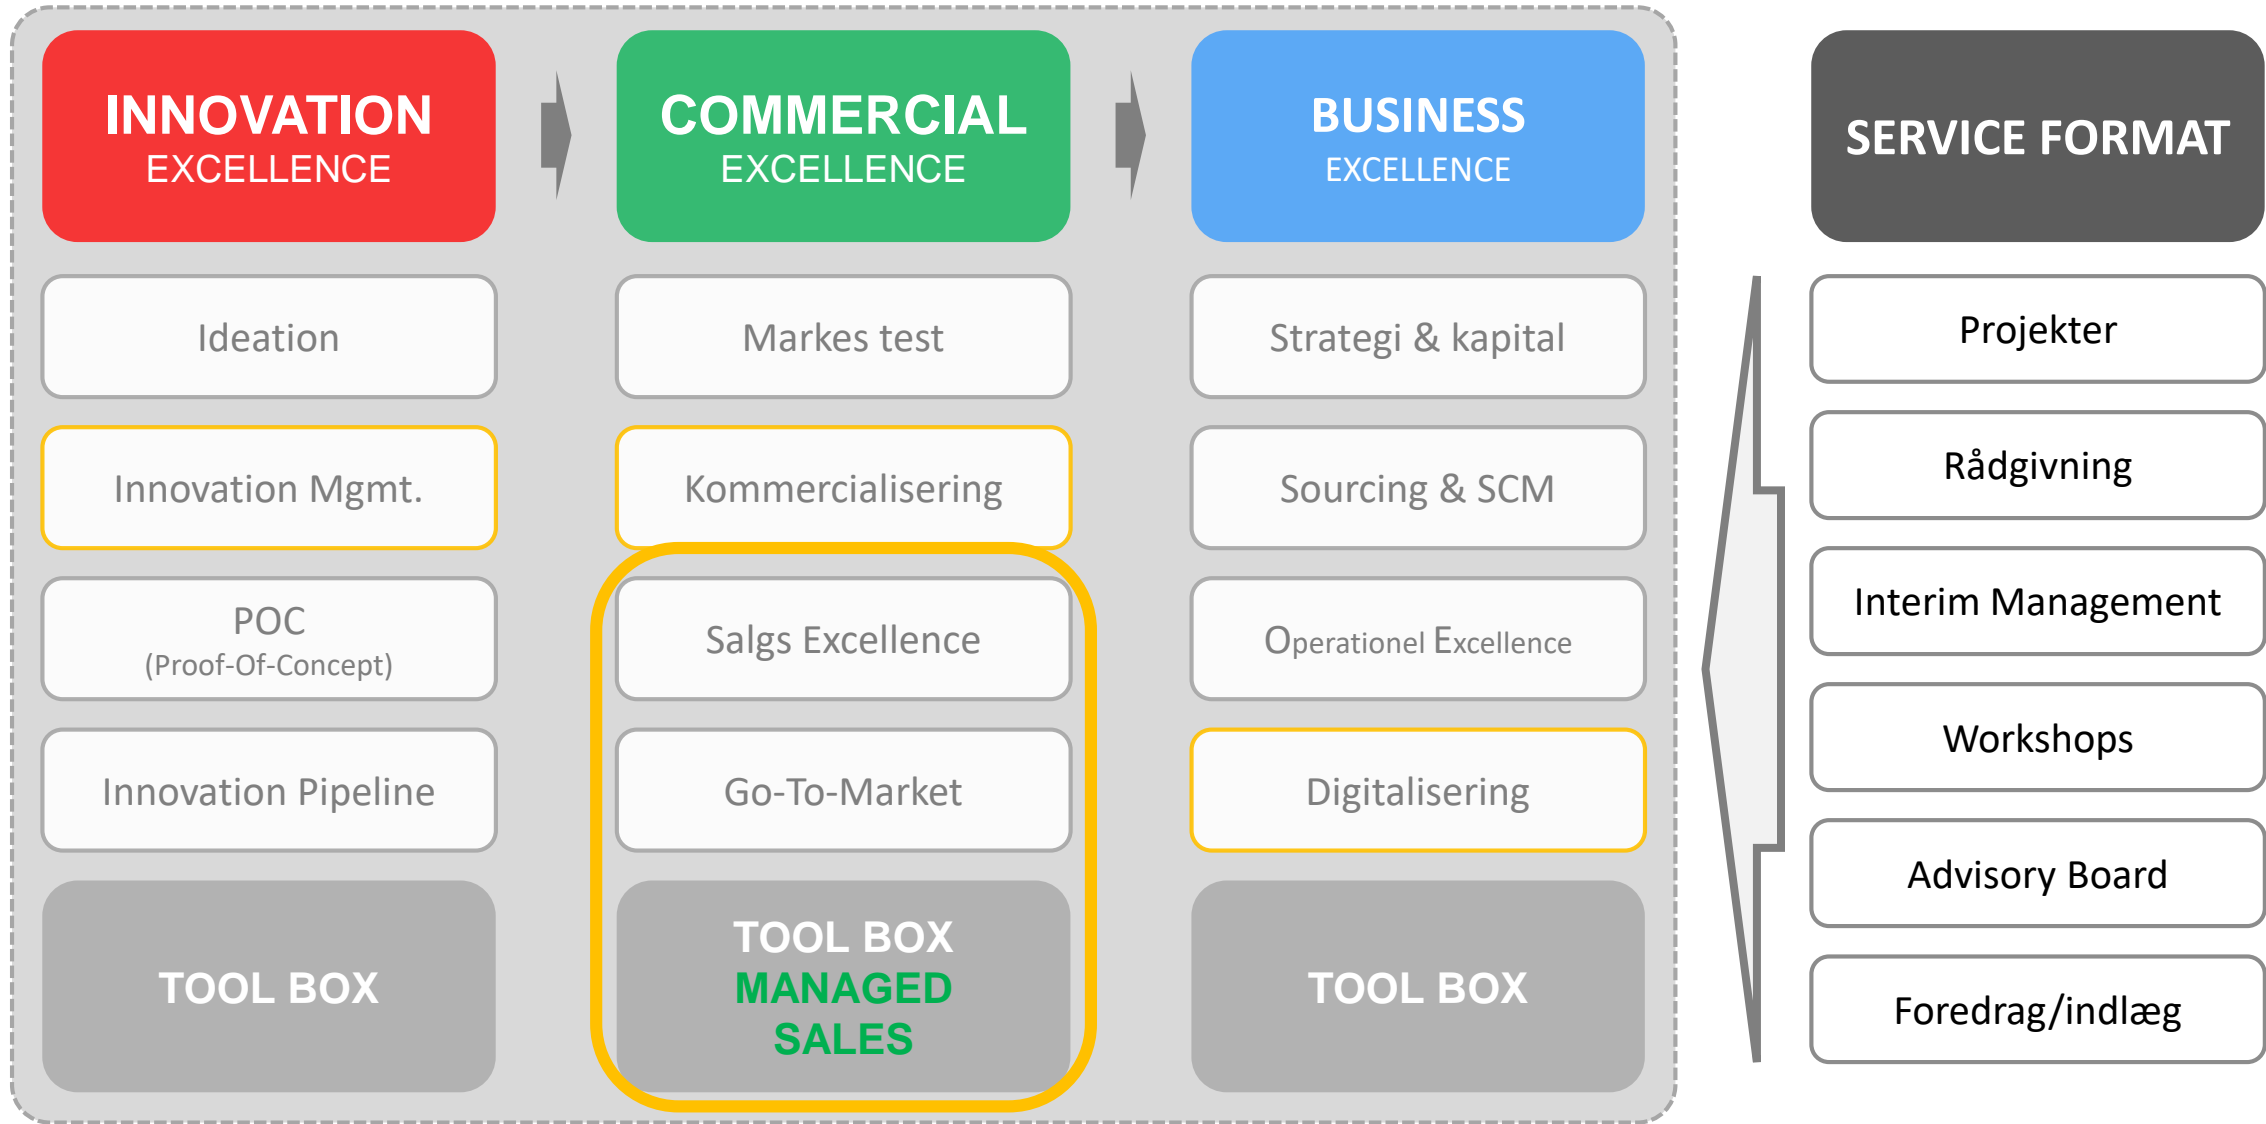 INNOVATION
EXCELLENCE
Ideation
Innovation Mgmt.
POC
(Proof-Of-Concept)
Innovation Pipeline
TOOL BOX
COMMERCIAL
EXCELLENCE
Markes test
Kommercialisering
Salgs Excellence
Go-To-Market
TOOL BOX
MANAGED
SALES
BUSINESS
EXCELLENCE
Strategi & kapital
Sourcing & SCM
Operationel Excellence
Digitalisering
TOOL BOX
SERVICE FORMAT
Projekter
Rådgivning
Interim Management
Workshops
Advisory Board
Foredrag/indlæg